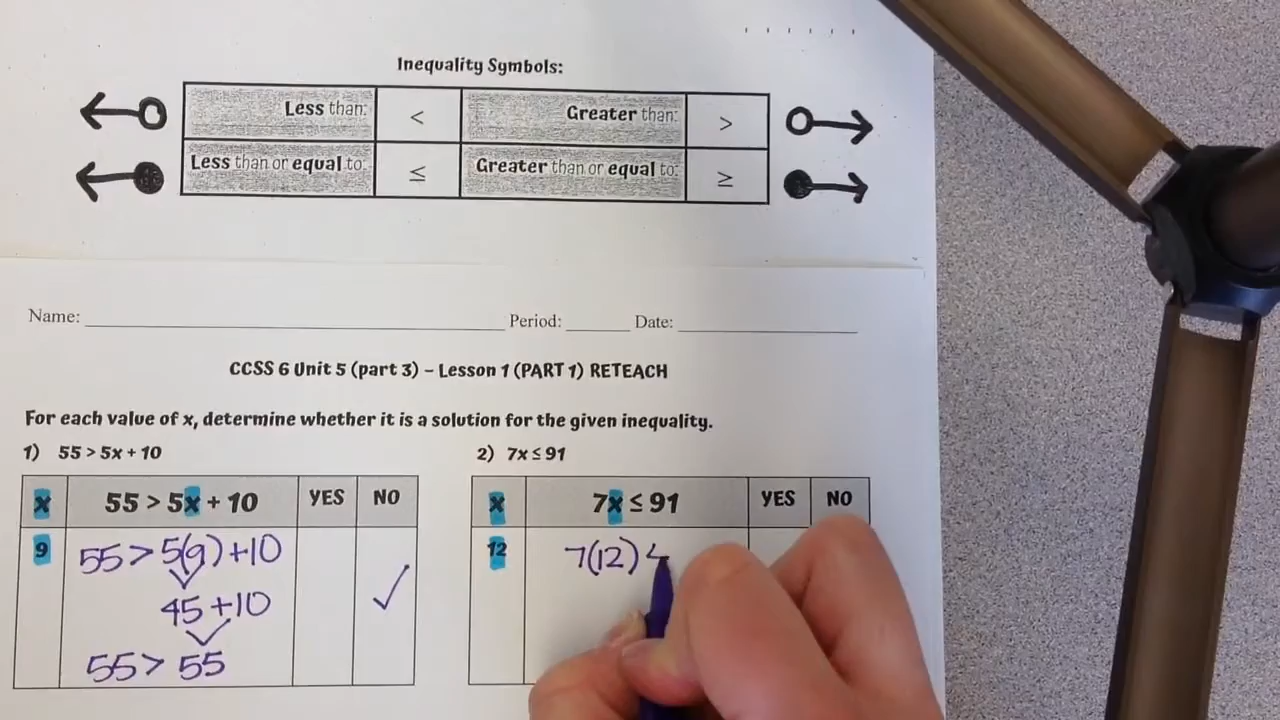 Inequality Symbols:
Less than: < Greater than: >
Less than or equal to: ≤ Greater than or equal to: ≥
Name: Period: Date:
CCSS 6 Unit 5 (part 3) – Lesson 1 (PART 1) RETEACH
For each value of x, determine whether it is a solution for the given inequality.
1) 55 > 5x + 10
x 55 > 5x + 10 YES NO
9 55 > 5(9) +10
45 +10 ✓
55 > 55
2) 7x ≤ 91
x 7x ≤ 91 YES NO
12 7(12)